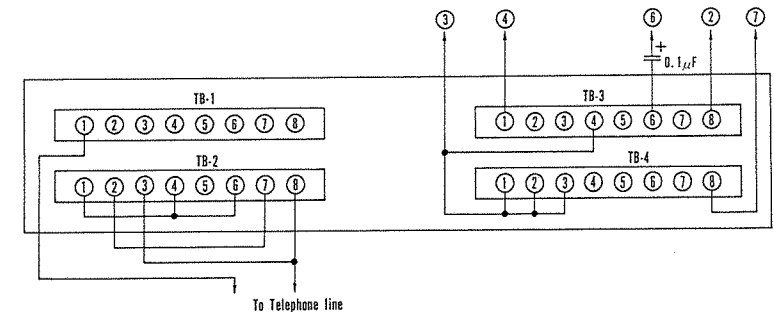 ③ ④ ⑥ ② ⑦
+
0.1μF
TB-1
① ② ③ ④ ⑤ ⑥ ⑦ ⑧
TB-3
① ② ③ ④ ⑤ ⑥ ⑦ ⑧
TB-2
① ② ③ ④ ⑤ ⑥ ⑦ ⑧
TB-4
① ② ③ ④ ⑤ ⑥ ⑦ ⑧
To Telephone line